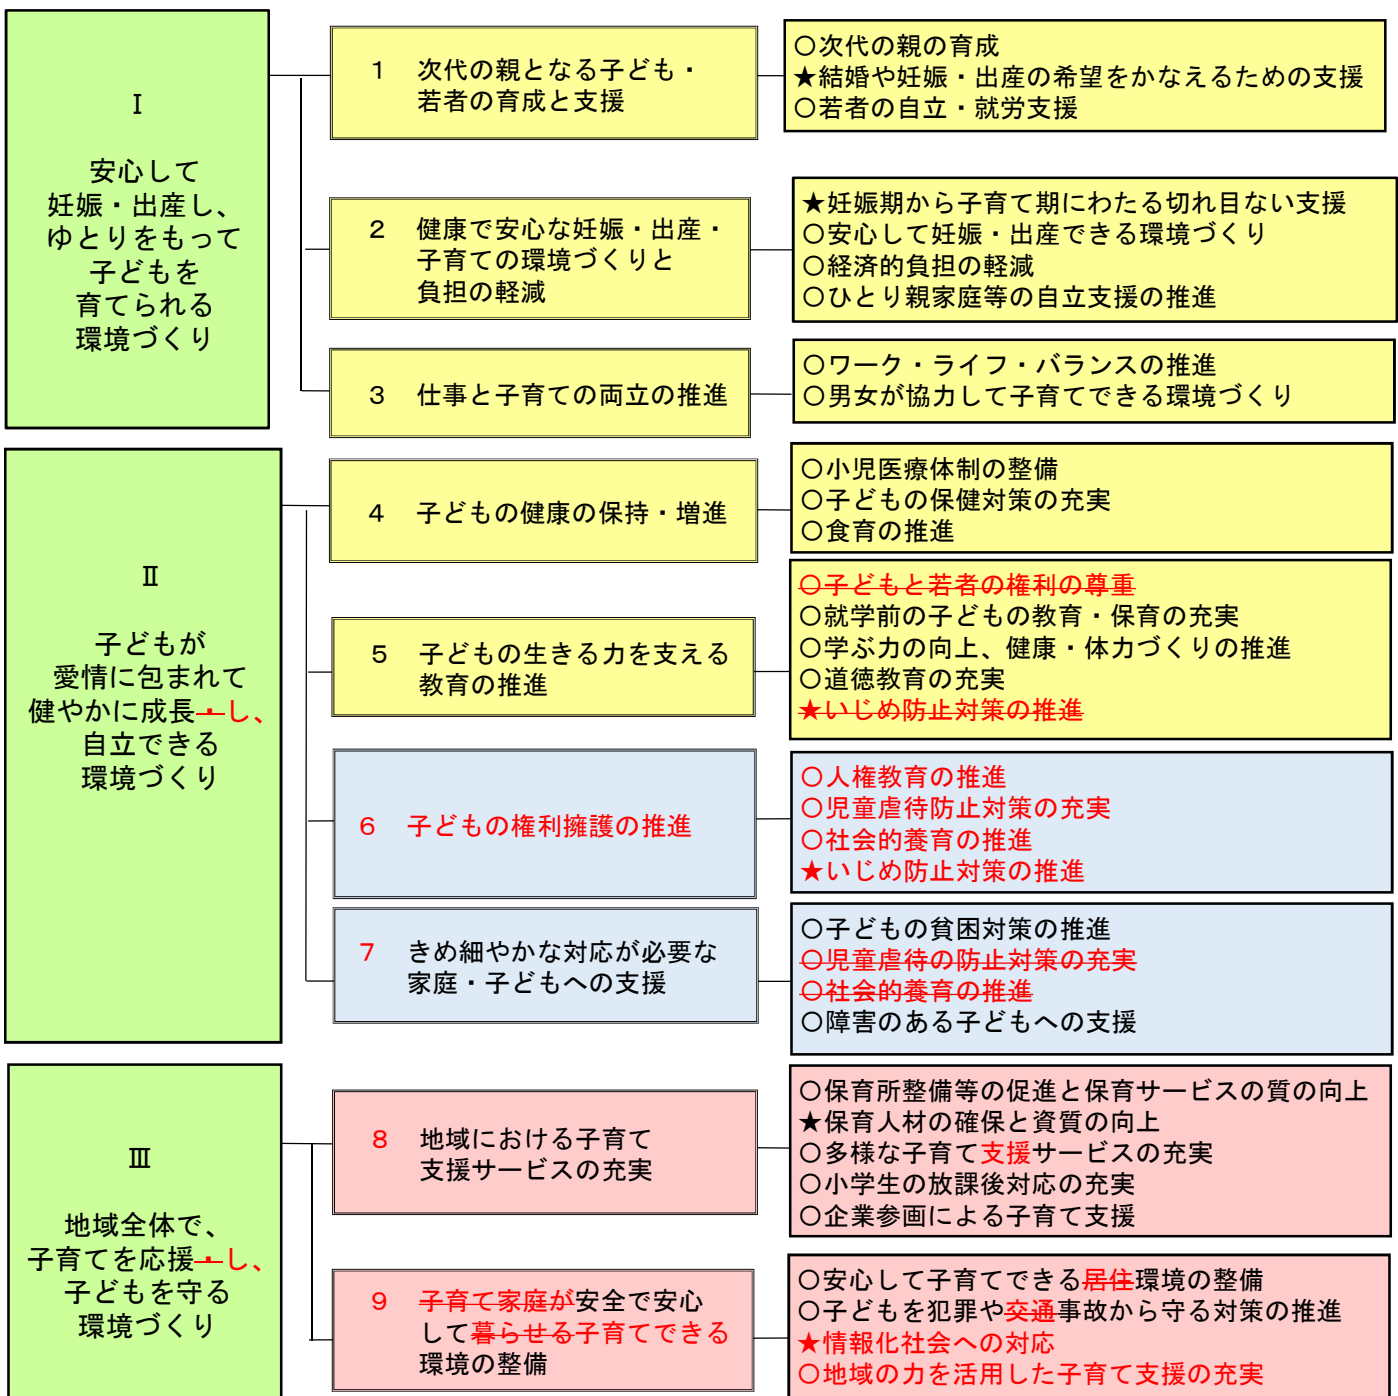 Ⅰ
安心して
妊娠・出産し、
ゆとりをもって
子どもを
育てられる
環境づくり
１　次代の親となる子ども・
若者の育成と支援
○次代の親の育成
★結婚や妊娠・出産の希望をかなえるための支援
○若者の自立・就労支援
２　健康で安心な妊娠・出産・
子育ての環境づくりと
負担の軽減
★妊娠期から子育て期にわたる切れ目ない支援
○安心して妊娠・出産できる環境づくり
○経済的負担の軽減
○ひとり親家庭等の自立支援の推進
３　仕事と子育ての両立の推進
○ワーク・ライフ・バランスの推進
○男女が協力して子育てできる環境づくり
Ⅱ
子どもが
愛情に包まれて
健やかに成長・し、
自立できる
環境づくり
４　子どもの健康の保持・増進
○小児医療体制の整備
○子どもの保健対策の充実
○食育の推進
５　子どもの生きる力を支える
教育の推進
○子どもと若者の権利の尊重
○就学前の子どもの教育・保育の充実
○学ぶ力の向上、健康・体力づくりの推進
○道徳教育の充実
★いじめ防止対策の推進
６　子どもの権利擁護の推進
○人権教育の推進
○児童虐待防止対策の充実
○社会的養育の推進
★いじめ防止対策の推進
７　きめ細やかな対応が必要な
家庭・子どもへの支援
○子どもの貧困対策の推進
○児童虐待の防止対策の充実
○社会的養育の推進
○障害のある子どもへの支援
Ⅲ
地域全体で、
子育てを応援・し、
子どもを守る
環境づくり
８　地域における子育て
支援サービスの充実
○保育所整備等の促進と保育サービスの質の向上
★保育人材の確保と資質の向上
○多様な子育て支援サービスの充実
○小学生の放課後対応の充実
○企業参画による子育て支援
９　子育て家庭が安全で安心
して暮らせる子育てできる
環境の整備
○安心して子育てできる居住環境の整備
○子どもを犯罪や交通事故から守る対策の推進
★情報化社会への対応
○地域の力を活用した子育て支援の充実